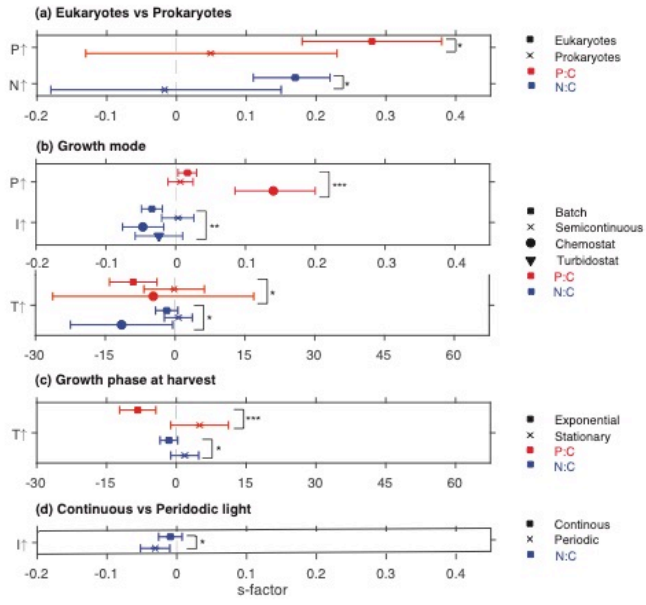 (a) Eukaryotes vs Prokaryotes
P↑
*
N↑
*
-0.2 -0.1 0 0.1 0.2 0.3 0.4
Eukaryotes
Prokaryotes
P:C
N:C
(b) Growth mode
P↑
***
I↑
**
-0.2 -0.1 0 0.1 0.2 0.3 0.4
T↑
*
*
-30 -15 0 15 30 45 60
Batch
Semicontinuous
Chemostat
Turbidostat
P:C
N:C
(c) Growth phase at harvest
***
T↑
*
-30 -15 0 15 30 45 60
Exponential
Stationary
P:C
N:C
(d) Continuous vs Peridodic light
I↑
*
-0.2 -0.1 0 0.1 0.2 0.3 0.4
s-factor
Continous
Periodic
N:C